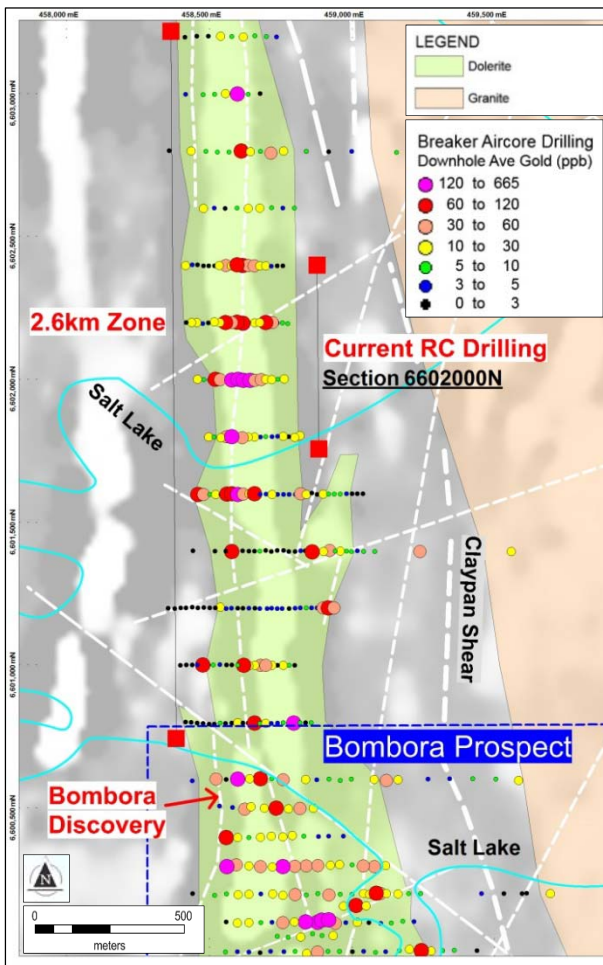 458,000 mE
458,500 mE
459,000 mE
459,500 mE
LEGEND
Dolerite
Granite
Breaker Aircore Drilling
Downhole Ave Gold (ppb)
120 to 665
60 to 120
30 to 60
10 to 30
5 to 10
3 to 5
0 to 3
6,603,000 mN
6,602,500 mN
6,602,000 mN
6,601,500 mN
6,601,000 mN
6,600,500 mN
2.6km Zone
Current RC Drilling
Section 6602000N
Salt Lake
Claypan Shear
Bombora Prospect
Bombora
Discovery
Salt Lake
N
0
500
meters